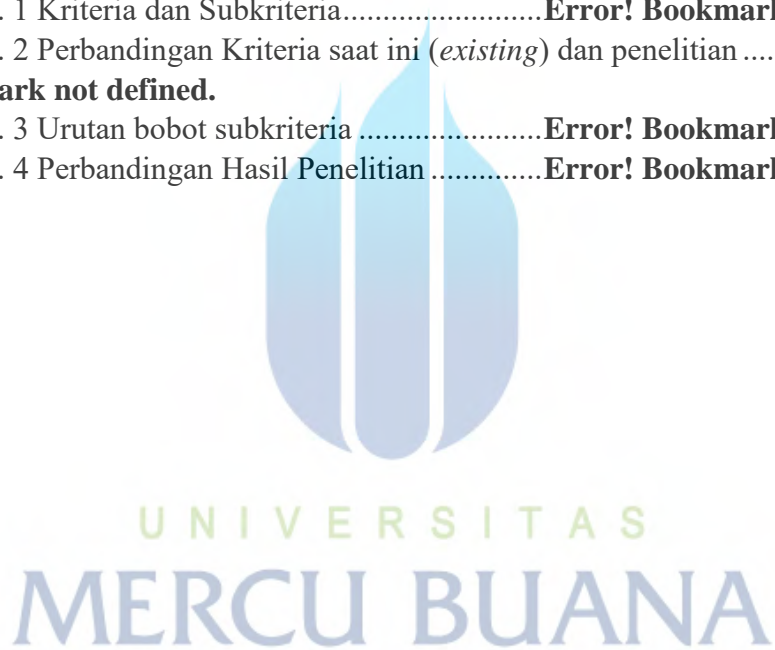 . 1 Kriteria dan Subkriteria.......................Error! Bookmark
. 2 Perbandingan Kriteria saat ini (existing) dan penelitian ....
ark not defined.
. 3 Urutan bobot subkriteria .......................Error! Bookmark
. 4 Perbandingan Hasil Penelitian ..............Error! Bookmark
UNIVERSITAS
MERCU BUANA